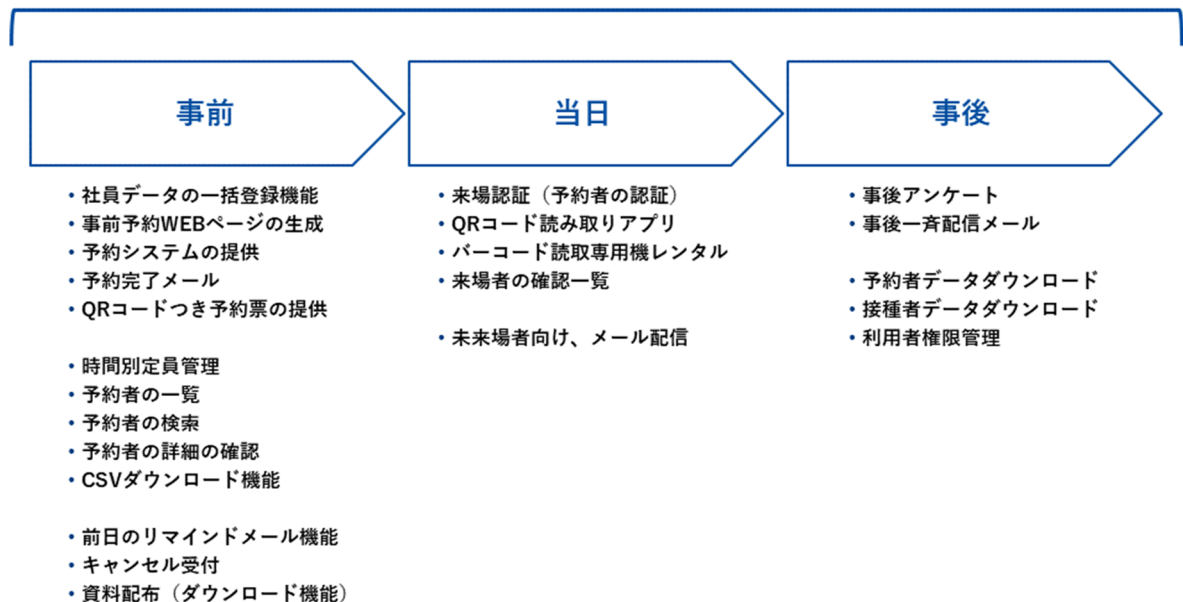 事前
・社員データの一括登録機能
・事前予約WEBページの生成
・予約システムの提供
・予約完了メール
・QRコードつき予約票の提供
・時間別定員管理
・予約者の一覧
・予約者の検索
・予約者の詳細の確認
・CSVダウンロード機能
・前日のリマインドメール機能
・キャンセル受付
・資料配布（ダウンロード機能）
当日
・来場認証（予約者の認証）
・QRコード読み取りアプリ
・バーコード読取専用機レンタル
・来場者の確認一覧
・未来場者向け、メール配信
事後
・事後アンケート
・事後一斉配信メール
・予約者データダウンロード
・接種者データダウンロード
・利用者権限管理